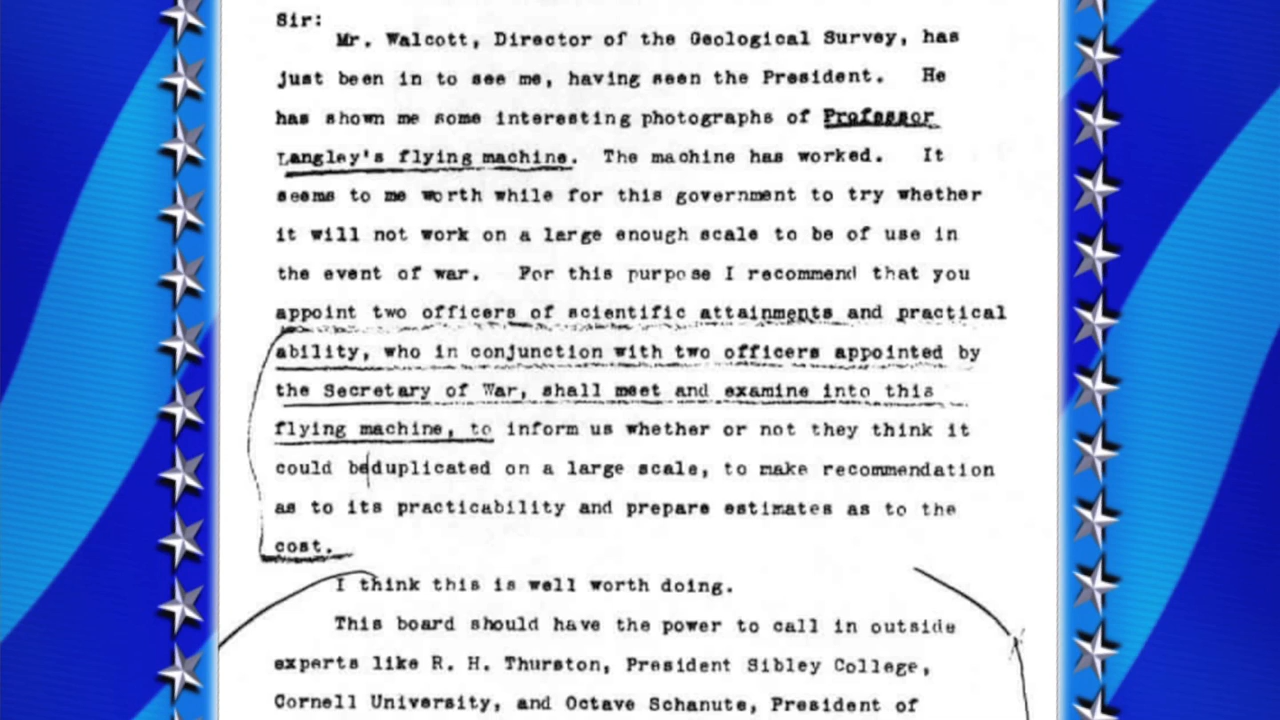 Sir:
Mr. Walcott, Director of the Geological Survey, has
just been in to see me, having seen the President. He
has shown me some interesting photographs of Professor
Langley's flying machine. The machine has worked. It
seems to me worth while for this government to try whether
it will not work on a large enough scale to be of use in
the event of war. For this purpose I recommend that you
appoint two officers of scientific attainments and practical
ability, who in conjunction with two officers appointed by
the Secretary of War, shall meet and examine into this
flying machine, to inform us whether or not they think it
could be duplicated on a large scale, to make recommendation
as to its practicability and prepare estimates as to the
cost.
I think this is well worth doing.
This board should have the power to call in outside
experts like R. H. Thurston, President Sibley College,
Cornell University, and Octave Schanute, President of